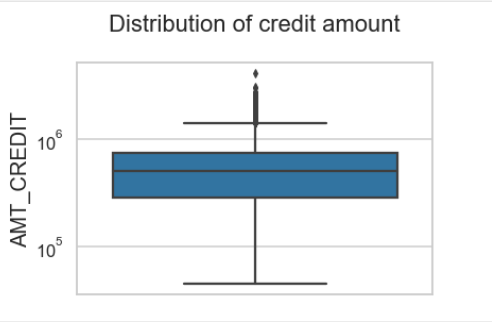 Distribution of credit amount
AMT_CREDIT
10⁶
10⁵